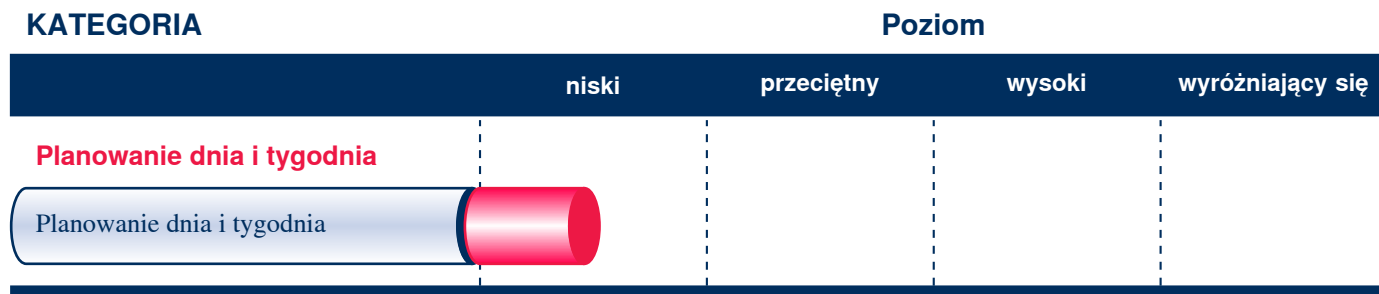 KATEGORIA Poziom
niski przeciętny wysoki wyróżniający się
Planowanie dnia i tygodnia
Planowanie dnia i tygodnia